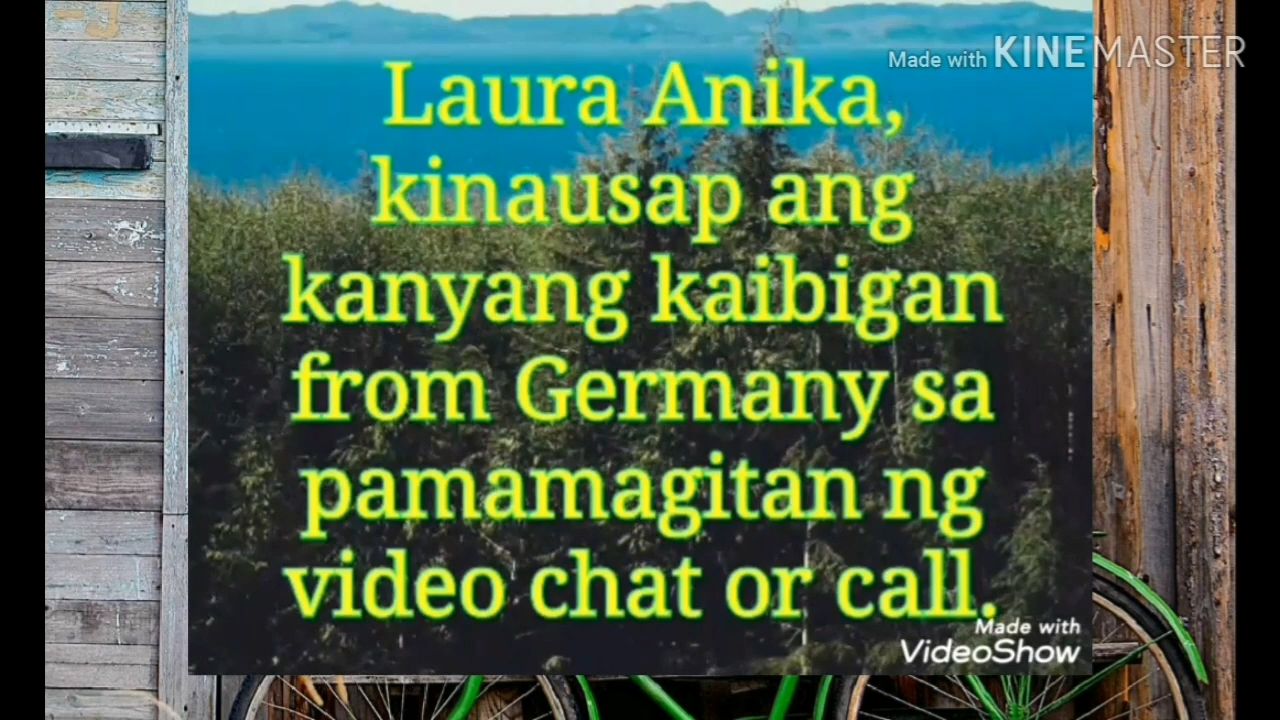 Made with KINEMASTER
Laura Anika,
kinausap ang
kanyang kaibigan
from Germany sa
pamamagitan ng
video chat or call.
Made with
VideoShow